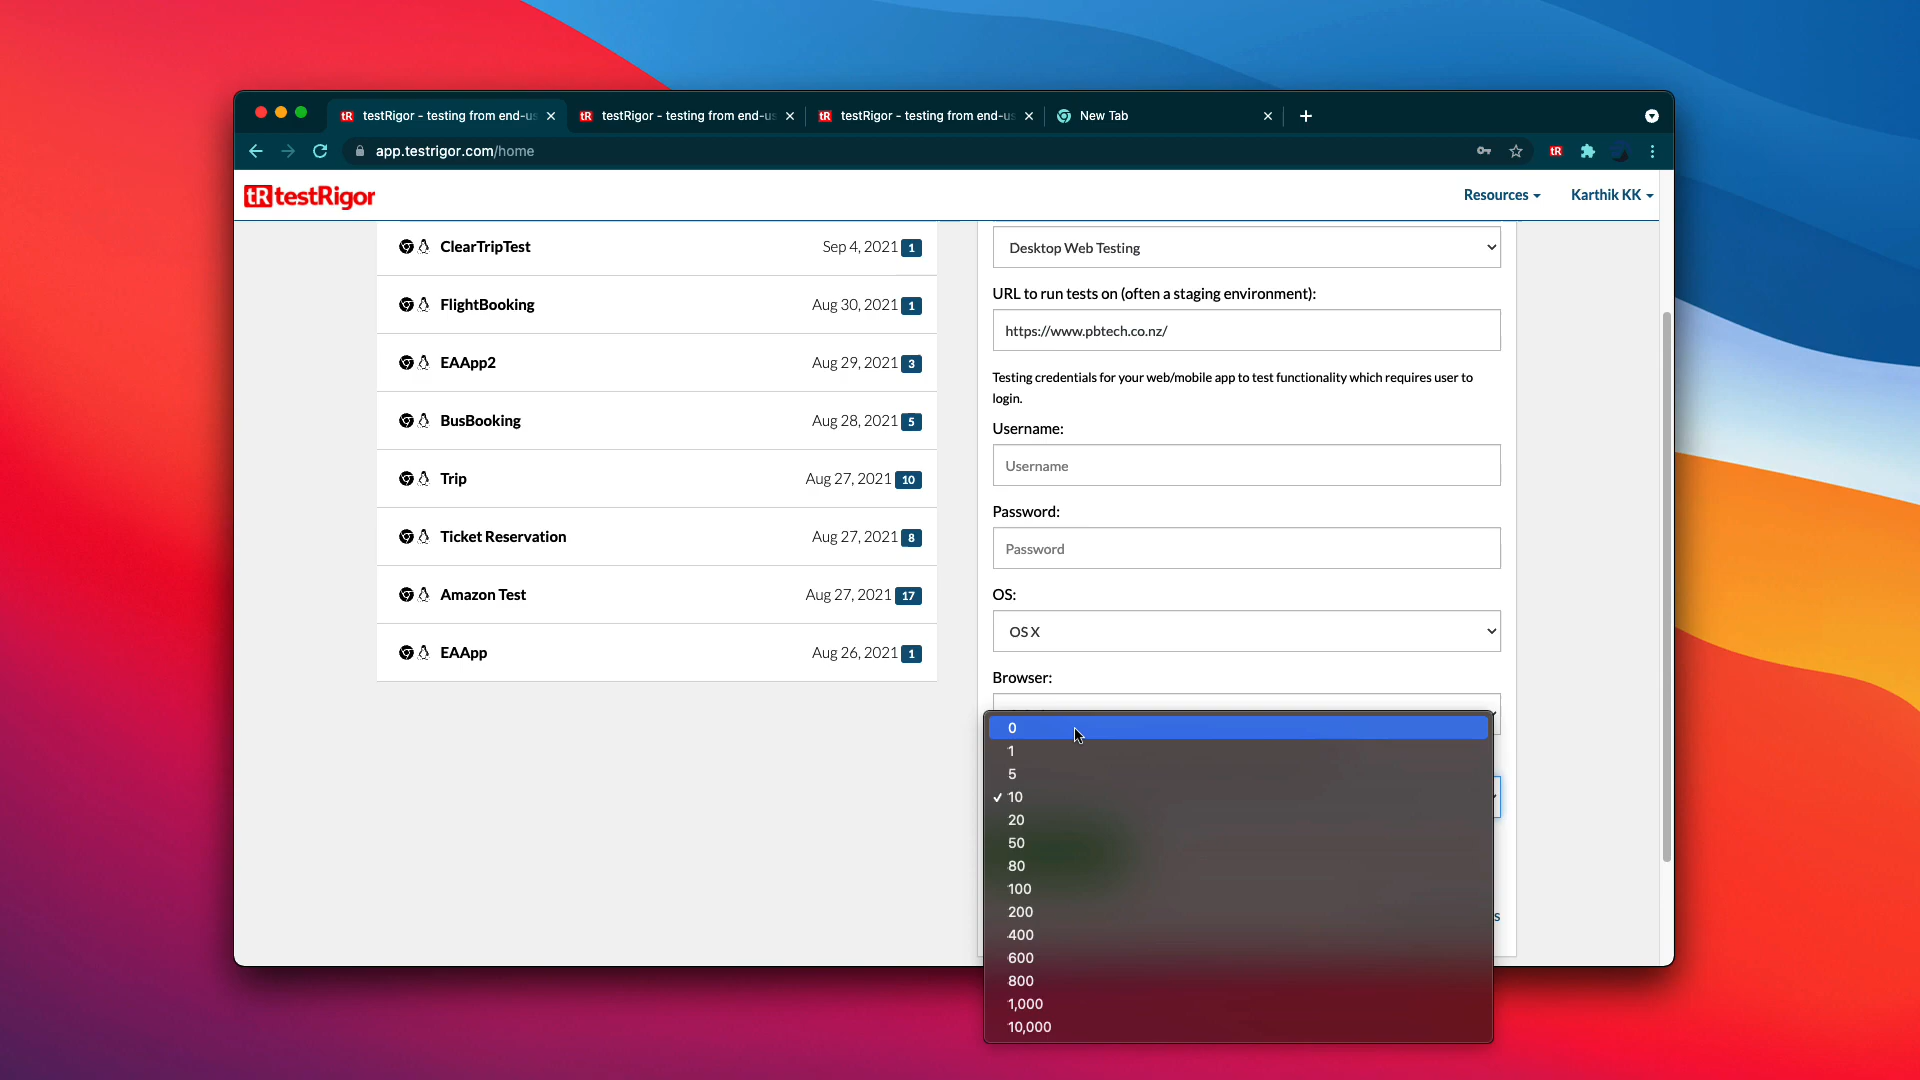 testRigor - testing from end-us
testRigor - testing from end-us
testRigor - testing from end-us
New Tab
app.testrigor.com/home
tR
tR testRigor
Resources
Karthik KK
ClearTripTest
Sep 4, 2021 1
FlightBooking
Aug 30, 2021 1
EAApp2
Aug 29, 2021 3
BusBooking
Aug 28, 2021 5
Trip
Aug 27, 2021 10
Ticket Reservation
Aug 27, 2021 8
Amazon Test
Aug 27, 2021 17
EAApp
Aug 26, 2021 1
Desktop Web Testing
URL to run tests on (often a staging environment):
https://www.pbtech.co.nz/
Testing credentials for your web/mobile app to test functionality which requires user to
login.
Username:
Username
Password:
Password
OS:
OS X
Browser:
0
1
5
✓ 10
20
50
80
100
200
400
600
800
1,000
10,000
s